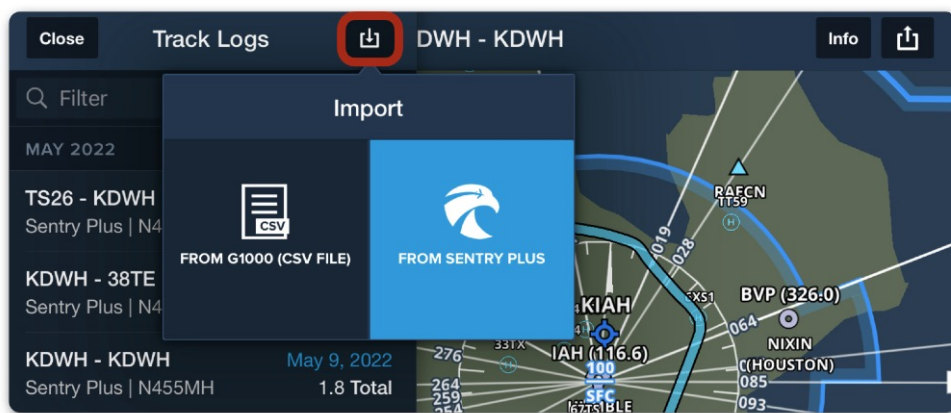 Close
Track Logs
DWH - KDWH
Info
Filter
Import
MAY 2022
TS26 - KDWH
Sentry Plus | N4
CSV
FROM G1000 (CSV FILE)
FROM SENTRY PLUS
KDWH - 38TE
Sentry Plus | N4
KDWH - KDWH
May 9, 2022
Sentry Plus | N455MH
1.8 Total
TT59
H
019
028
KIAH
SXS1
BVP (326.0)
064
NIXIN
33TX
H
276
IAH (116.6)
(HOUSTON)
100
085
264
SFC
259
093